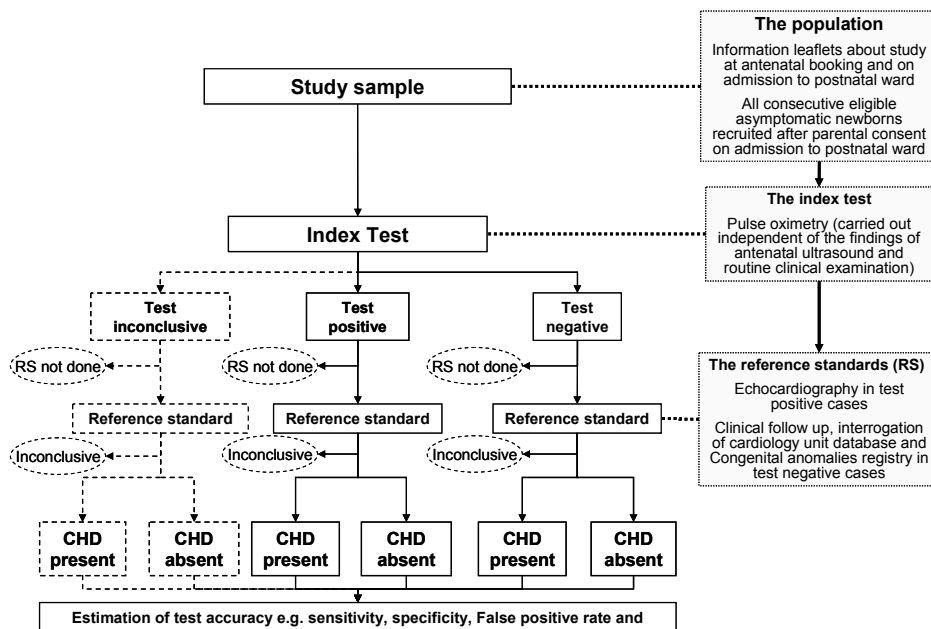 The population
Information leaflets about study
at antenatal booking and on
admission to postnatal ward
All consecutive eligible
asymptomatic newborns
recruited after parental consent
on admission to postnatal ward
Study sample
The index test
Pulse oximetry (carried out
independent of the findings of
antenatal ultrasound and
routine clinical examination)
Index Test
Test
inconclusive
Test
positive
Test
negative
RS not done
RS not done
RS not done
The reference standards (RS)
Echocardiography in test
positive cases
Clinical follow up, interrogation
of cardiology unit database and
Congenital anomalies registry in
test negative cases
Reference standard
Reference standard
Reference standard
Inconclusive
Inconclusive
Inconclusive
CHD
present
CHD
absent
CHD
present
CHD
absent
CHD
present
CHD
absent
Estimation of test accuracy e.g. sensitivity, specificity, False positive rate and